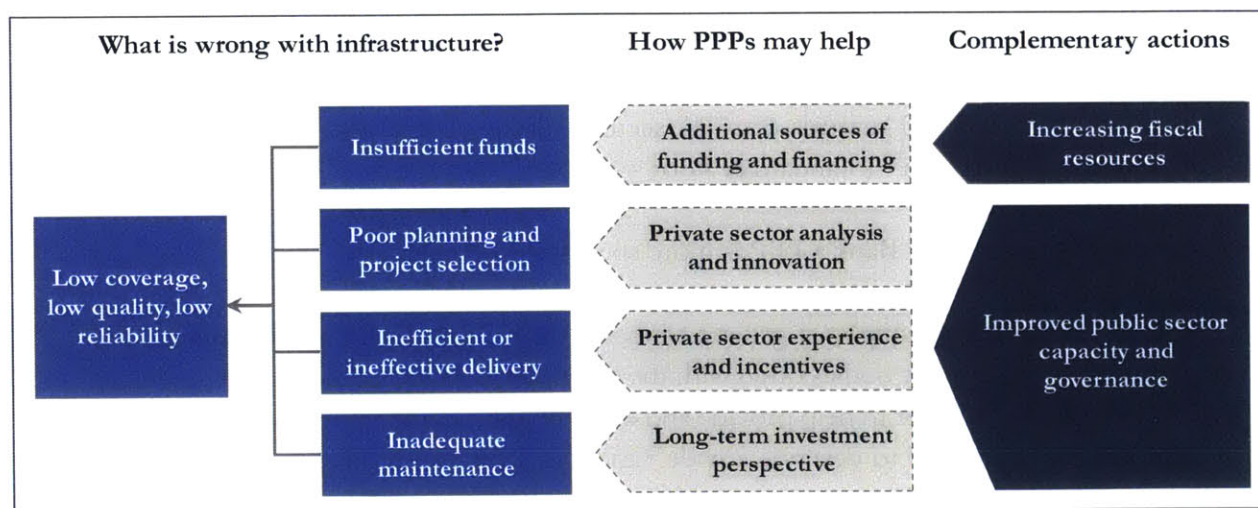 What is wrong with infrastructure?
How PPPs may help
Complementary actions
Low coverage,
low quality, low
reliability
Insufficient funds
Additional sources of
funding and financing
Increasing fiscal
resources
Poor planning and
project selection
Private sector analysis
and innovation
Inefficient or
ineffective delivery
Private sector experience
and incentives
Inadequate
maintenance
Long-term investment
perspective
Improved public sector
capacity and
governance